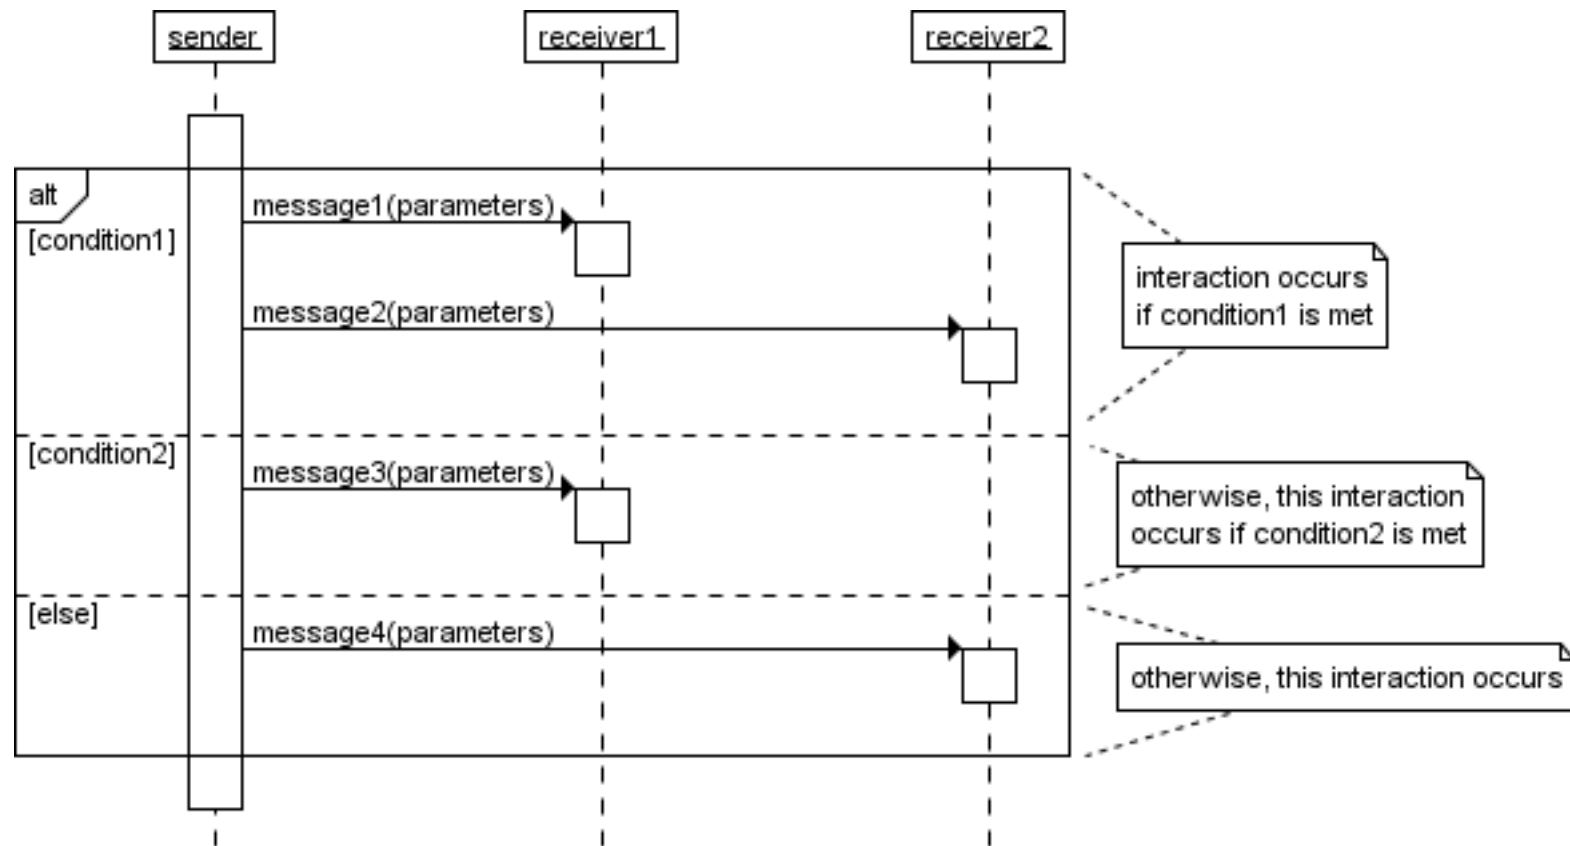 sender
receiver1
receiver2
alt
[condition1]
message1(parameters)
message2(parameters)
interaction occurs
if condition1 is met
[condition2]
message3(parameters)
otherwise, this interaction
occurs if condition2 is met
[else]
message4(parameters)
otherwise, this interaction occurs